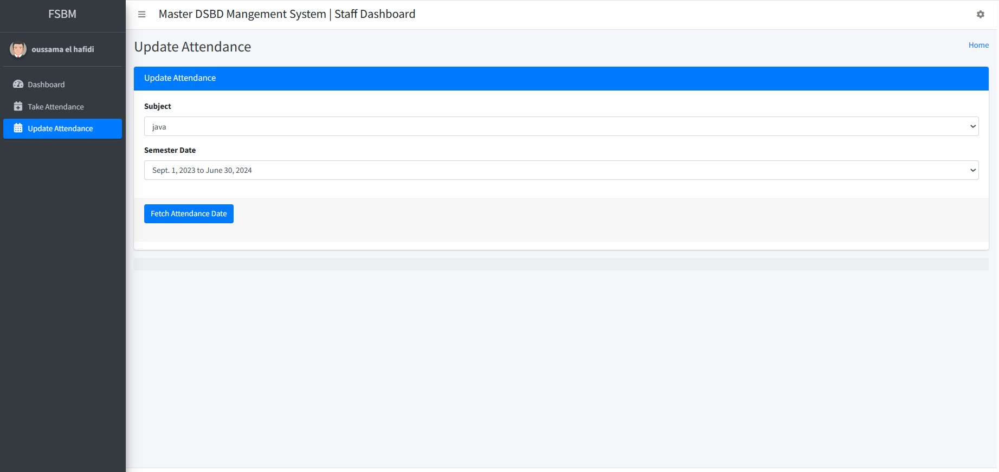 FSBM
Master DSBD Mangement System | Staff Dashboard
oussama el hafidi
Dashboard
Take Attendance
Update Attendance
Update Attendance
Home
Update Attendance
Subject
java
Semester Date
Sept. 1, 2023 to June 30, 2024
Fetch Attendance Date